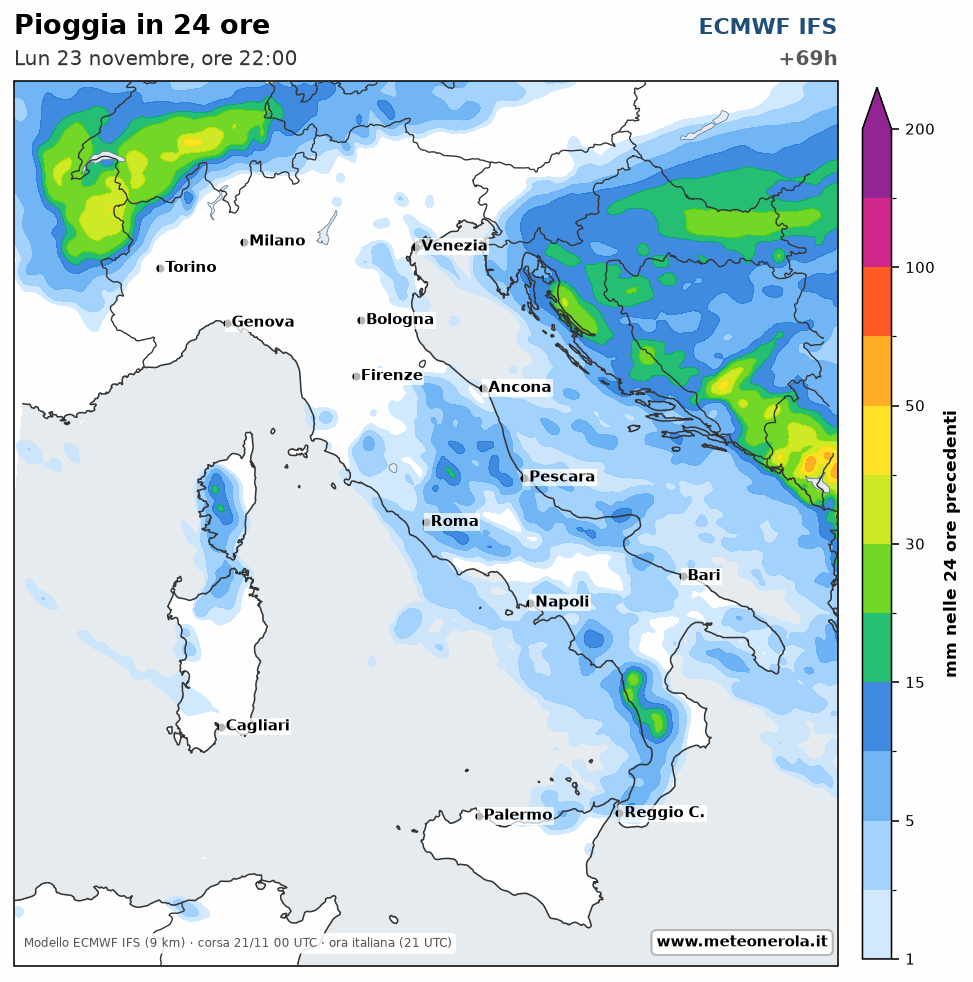 Pioggia in 24 ore
ECMWF IFS
Lun 23 novembre, ore 22:00
+69h
Milano
Venezia
Torino
Genova
Bologna
Firenze
Ancona
Pescara
Roma
Bari
Napoli
Cagliari
Palermo
Reggio C.
200
100
50
30
15
5
1
mm nelle 24 ore precedenti
Modello ECMWF IFS (9 km) · corsa 21/11 00 UTC · ora italiana (21 UTC)
www.meteonerola.it